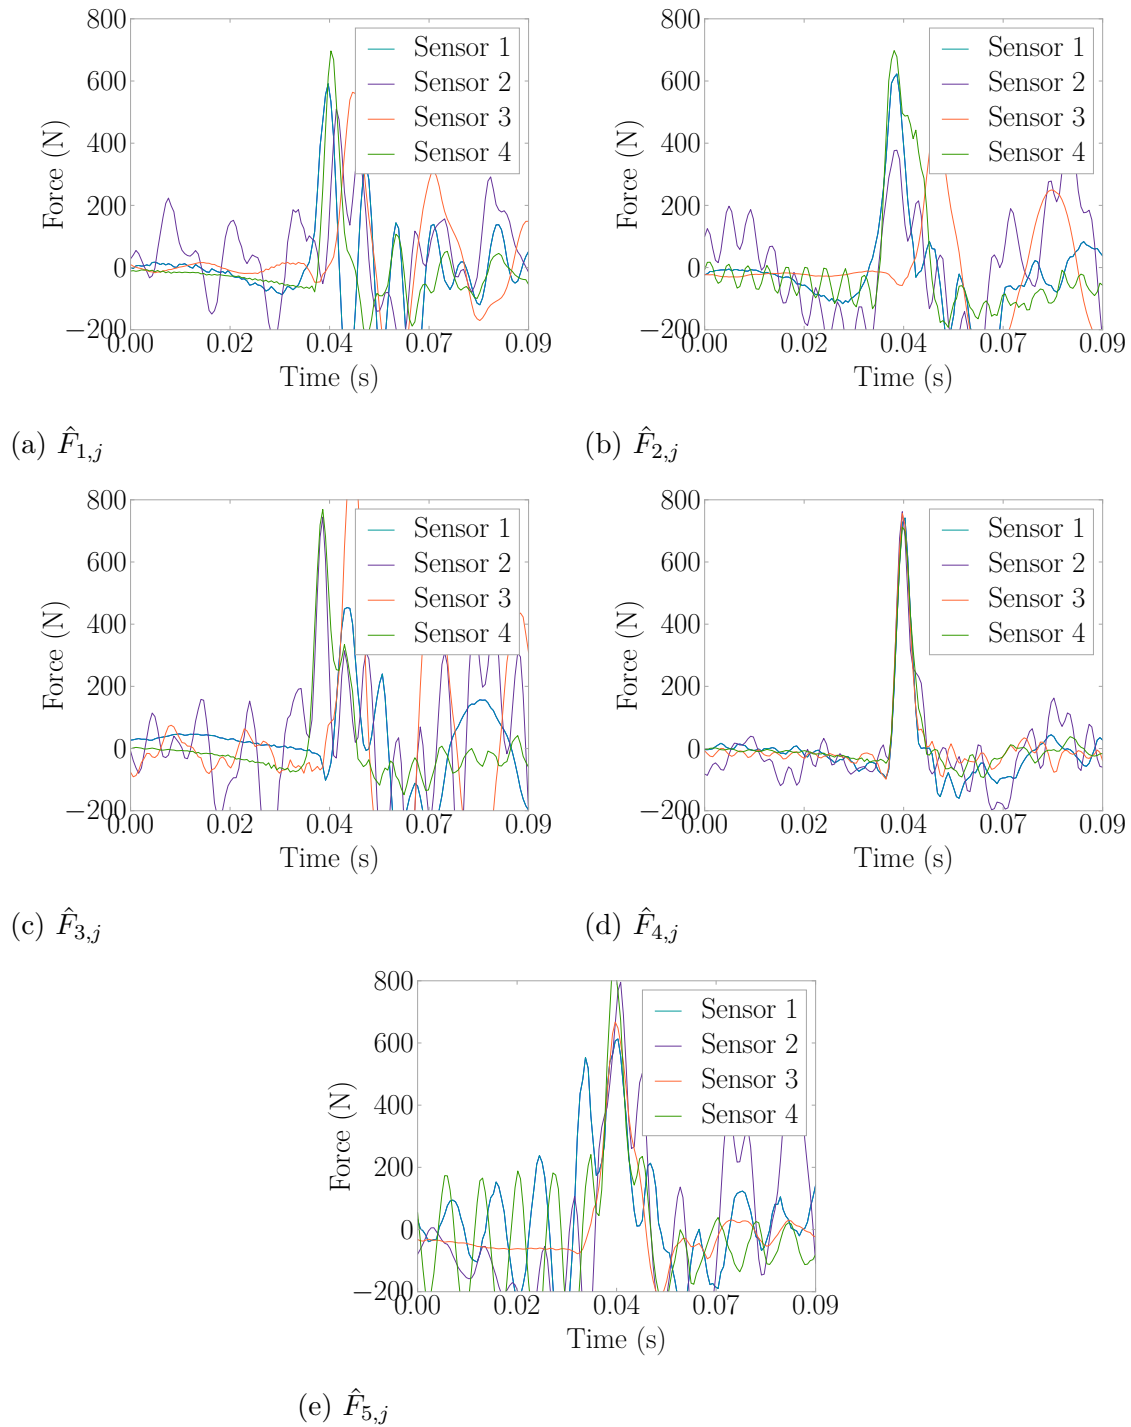 800
600
400
200
0
−200
Force (N)
Sensor 1
Sensor 2
Sensor 3
Sensor 4
0.00 0.02 0.04 0.07 0.09
Time (s)
(a) F̂1,j
800
600
400
200
0
−200
Force (N)
Sensor 1
Sensor 2
Sensor 3
Sensor 4
0.00 0.02 0.04 0.07 0.09
Time (s)
(b) F̂2,j
800
600
400
200
0
−200
Force (N)
Sensor 1
Sensor 2
Sensor 3
Sensor 4
0.00 0.02 0.04 0.07 0.09
Time (s)
(c) F̂3,j
800
600
400
200
0
−200
Force (N)
Sensor 1
Sensor 2
Sensor 3
Sensor 4
0.00 0.02 0.04 0.07 0.09
Time (s)
(d) F̂4,j
800
600
400
200
0
−200
Force (N)
Sensor 1
Sensor 2
Sensor 3
Sensor 4
0.00 0.02 0.04 0.07 0.09
Time (s)
(e) F̂5,j